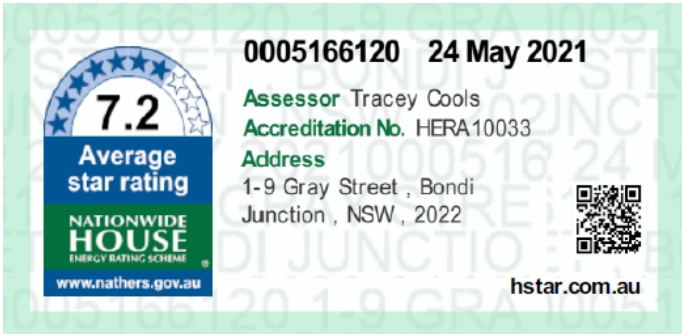 0005166120 24 May 2021
7.2
Average
star rating
NATIONWIDE
HOUSE
ENERGY RATING SCHEME ®
www.nathers.gov.au
Assessor Tracey Cools
Accreditation No. HERA10033
Address
1-9 Gray Street , Bondi
Junction , NSW , 2022
hstar.com.au